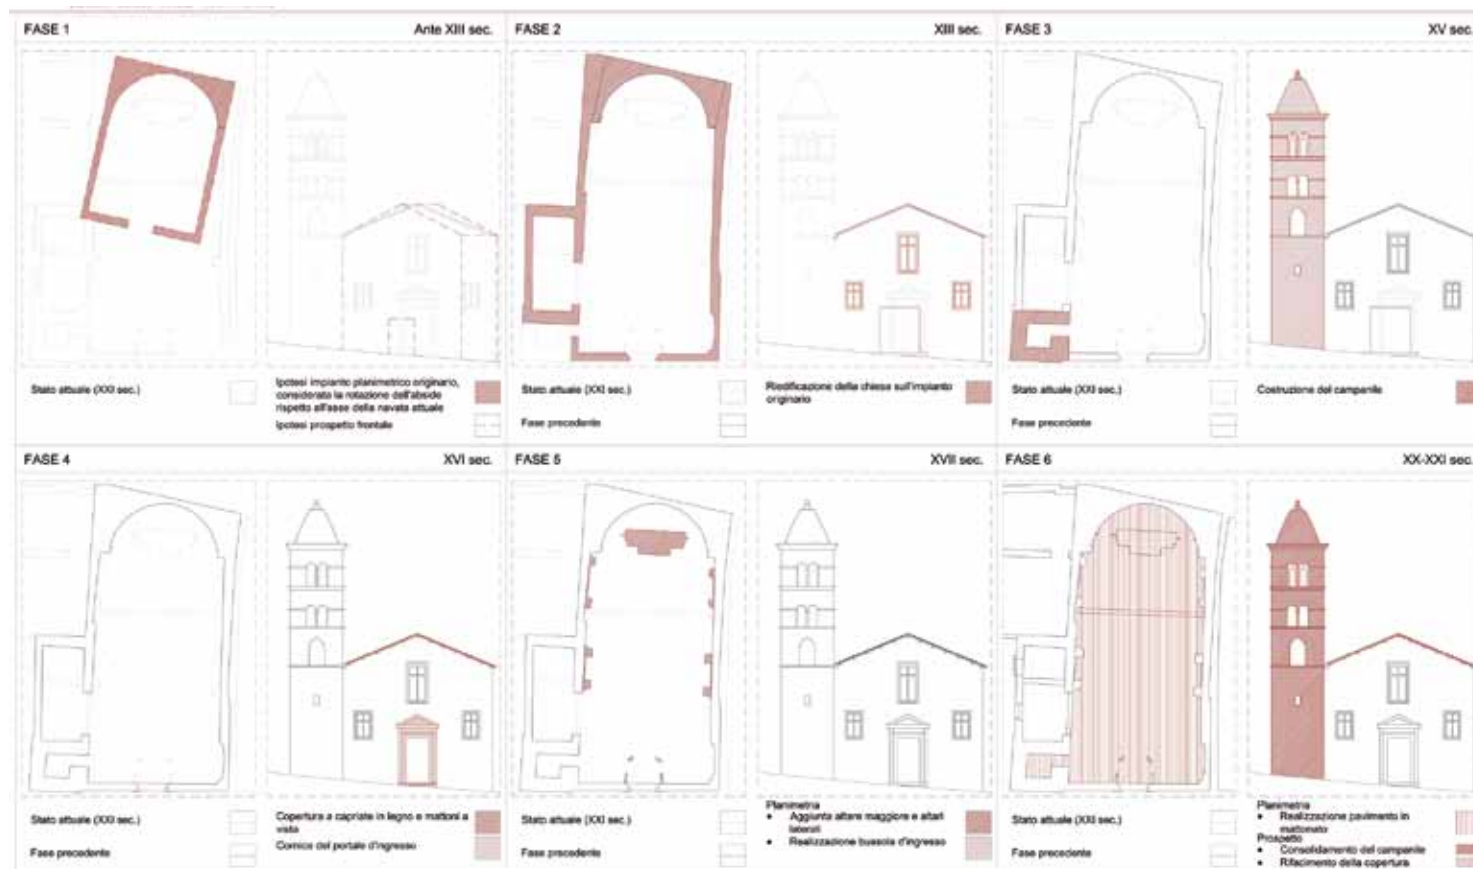 FASE 1
Ante XIII sec.
Stato attuale (XXI sec.)
Ipotesi impianto planimetrico originario,
considerata la rotazione dell'abside
rispetto all'asse della navata attuale
Ipotesi prospetto frontale
FASE 2
XIII sec.
Stato attuale (XXI sec.)
Fase precedente
Riedificazione della chiesa sull'impianto
originario
FASE 3
XV sec.
Stato attuale (XXI sec.)
Fase precedente
Costruzione del campanile
FASE 4
XVI sec.
Stato attuale (XXI sec.)
Fase precedente
Copertura a capriate in legno e mattoni a
vista
Cornice del portale d'ingresso
FASE 5
XVII sec.
Stato attuale (XXI sec.)
Fase precedente
Planimetria
• Aggiunta altare maggiore e altari
laterali
• Realizzazione bussola d'ingresso
FASE 6
XX-XXI sec.
Stato attuale (XXI sec.)
Fase precedente
Planimetria
• Realizzazione pavimento in
mattonato
Prospetto
• Consolidamento del campanile
• Rifacimento della copertura